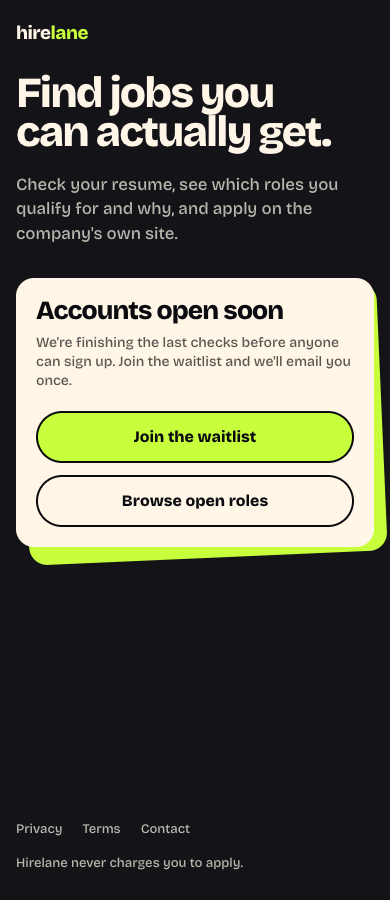 hirelane
Find jobs you
can actually get.
Check your resume, see which roles you
qualify for and why, and apply on the
company's own site.
Accounts open soon
We're finishing the last checks before anyone
can sign up. Join the waitlist and we'll email you
once.
Join the waitlist
Browse open roles
Privacy Terms Contact
Hirelane never charges you to apply.